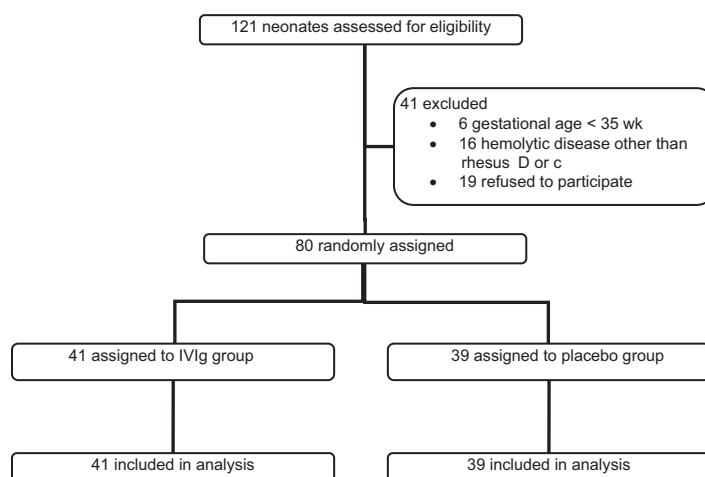 121 neonates assessed for eligibility
41 excluded
• 6 gestational age < 35 wk
• 16 hemolytic disease other than
rhesus D or c
• 19 refused to participate
80 randomly assigned
41 assigned to IVIg group
39 assigned to placebo group
41 included in analysis
39 included in analysis